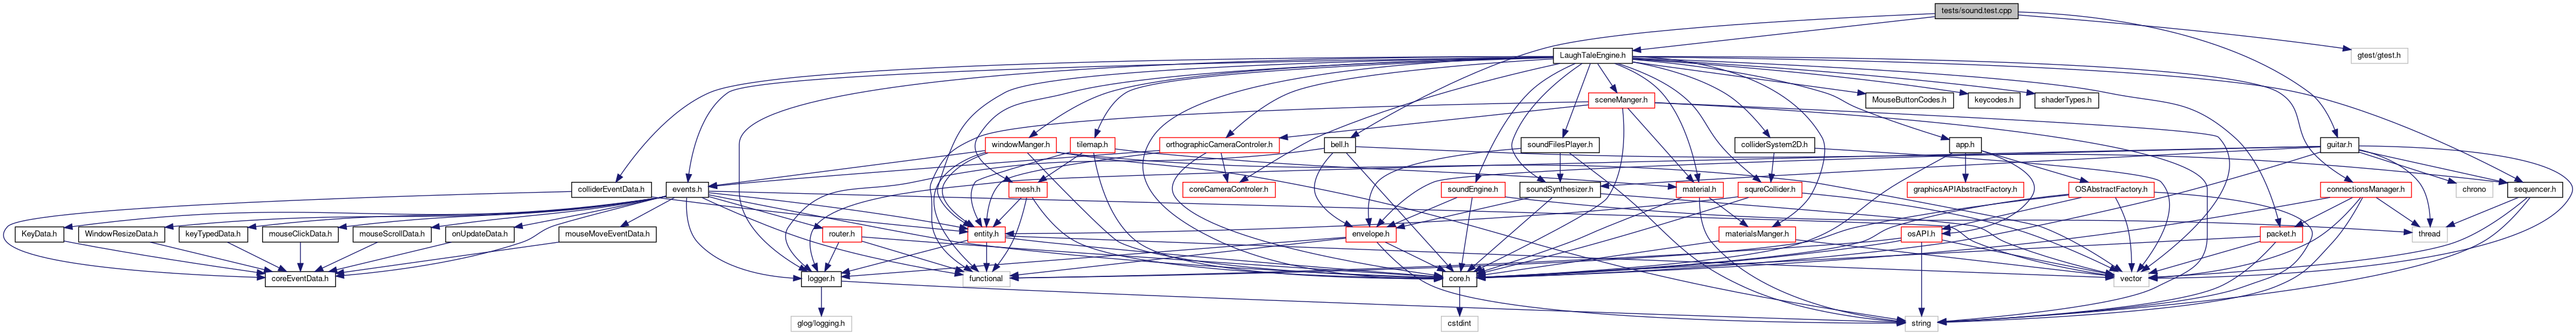 tests/sound.test.cpp
LaughTaleEngine.h
gtest/gtest.h
sceneManger.h
MouseButtonCodes.h
keycodes.h
shaderTypes.h
windowManger.h
tilemap.h
orthographicCameraControler.h
bell.h
soundFilesPlayer.h
colliderSystem2D.h
app.h
guitar.h
colliderEventData.h
events.h
mesh.h
coreCameraControler.h
soundEngine.h
soundSynthesizer.h
material.h
squreCollider.h
graphicsAPIAbstractFactory.h
OSAbstractFactory.h
connectionsManager.h
chrono
sequencer.h
KeyData.h
WindowResizeData.h
keyTypedData.h
mouseClickData.h
mouseScrollData.h
onUpdateData.h
mouseMoveEventData.h
router.h
entity.h
envelope.h
materialsManger.h
osAPI.h
packet.h
thread
coreEventData.h
logger.h
functional
core.h
vector
glog/logging.h
cstdint
string